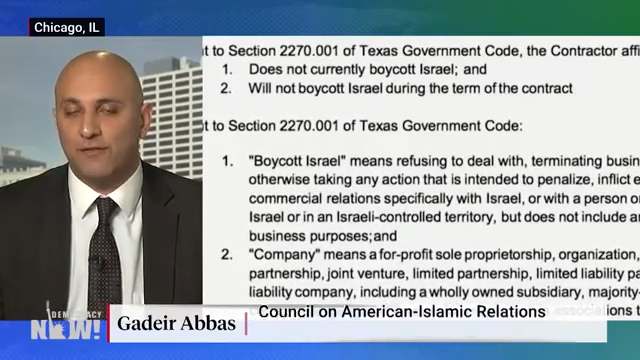 Chicago, IL
t to Section 2270.001 of Texas Government Code, the Contractor affi
1. Does not currently boycott Israel; and
2. Will not boycott Israel during the term of the contract
t to Section 2270.001 of Texas Government Code:
1. "Boycott Israel" means refusing to deal with, terminating busin
otherwise taking any action that is intended to penalize, inflict e
commercial relations specifically with Israel, or with a person o
Israel or in an Israeli-controlled territory, but does not include a
business purposes; and
2. "Company" means a for-profit sole proprietorship, organization,
partnership, joint venture, limited partnership, limited liability pa
liability company, including a wholly owned subsidiary, majority-
associations t
DEMOCRACY
NOW!
Gadeir Abbas
Council on American-Islamic Relations